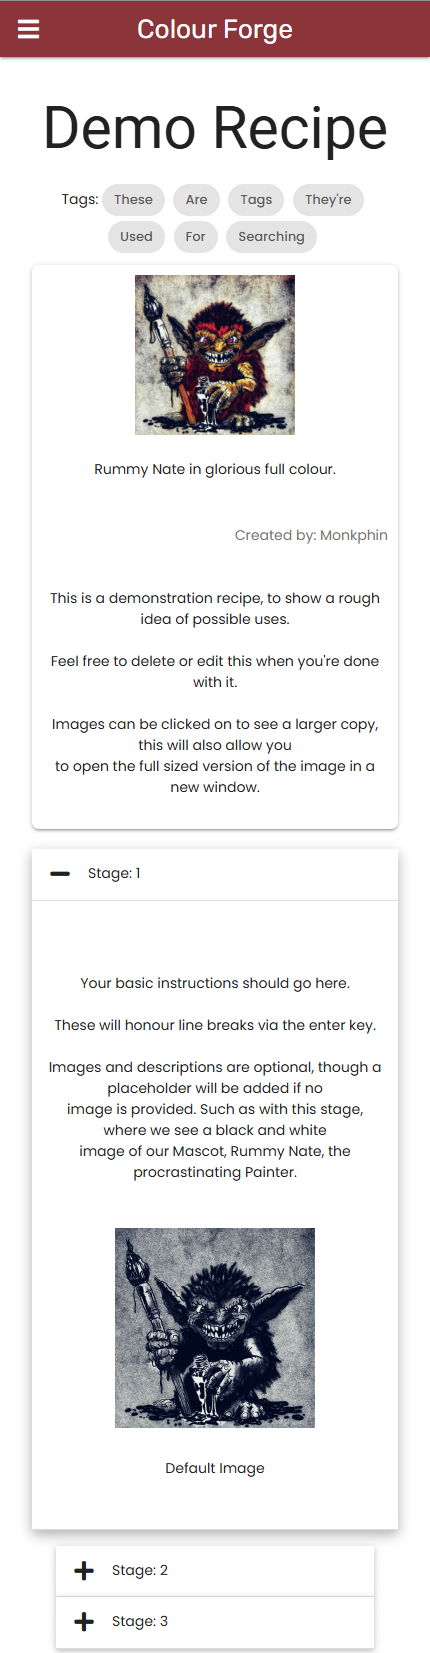 Colour Forge
Demo Recipe
Tags: These Are Tags They're
Used For Searching
Rummy Nate in glorious full colour.
Created by: Monkphin
This is a demonstration recipe, to show a rough
idea of possible uses.
Feel free to delete or edit this when you're done
with it.
Images can be clicked on to see a larger copy,
this will also allow you
to open the full sized version of the image in a
new window.
Stage: 1
Your basic instructions should go here.
These will honour line breaks via the enter key.
Images and descriptions are optional, though a
placeholder will be added if no
image is provided. Such as with this stage,
where we see a black and white
image of our Mascot, Rummy Nate, the
procrastinating Painter.
Default Image
Stage: 2
Stage: 3